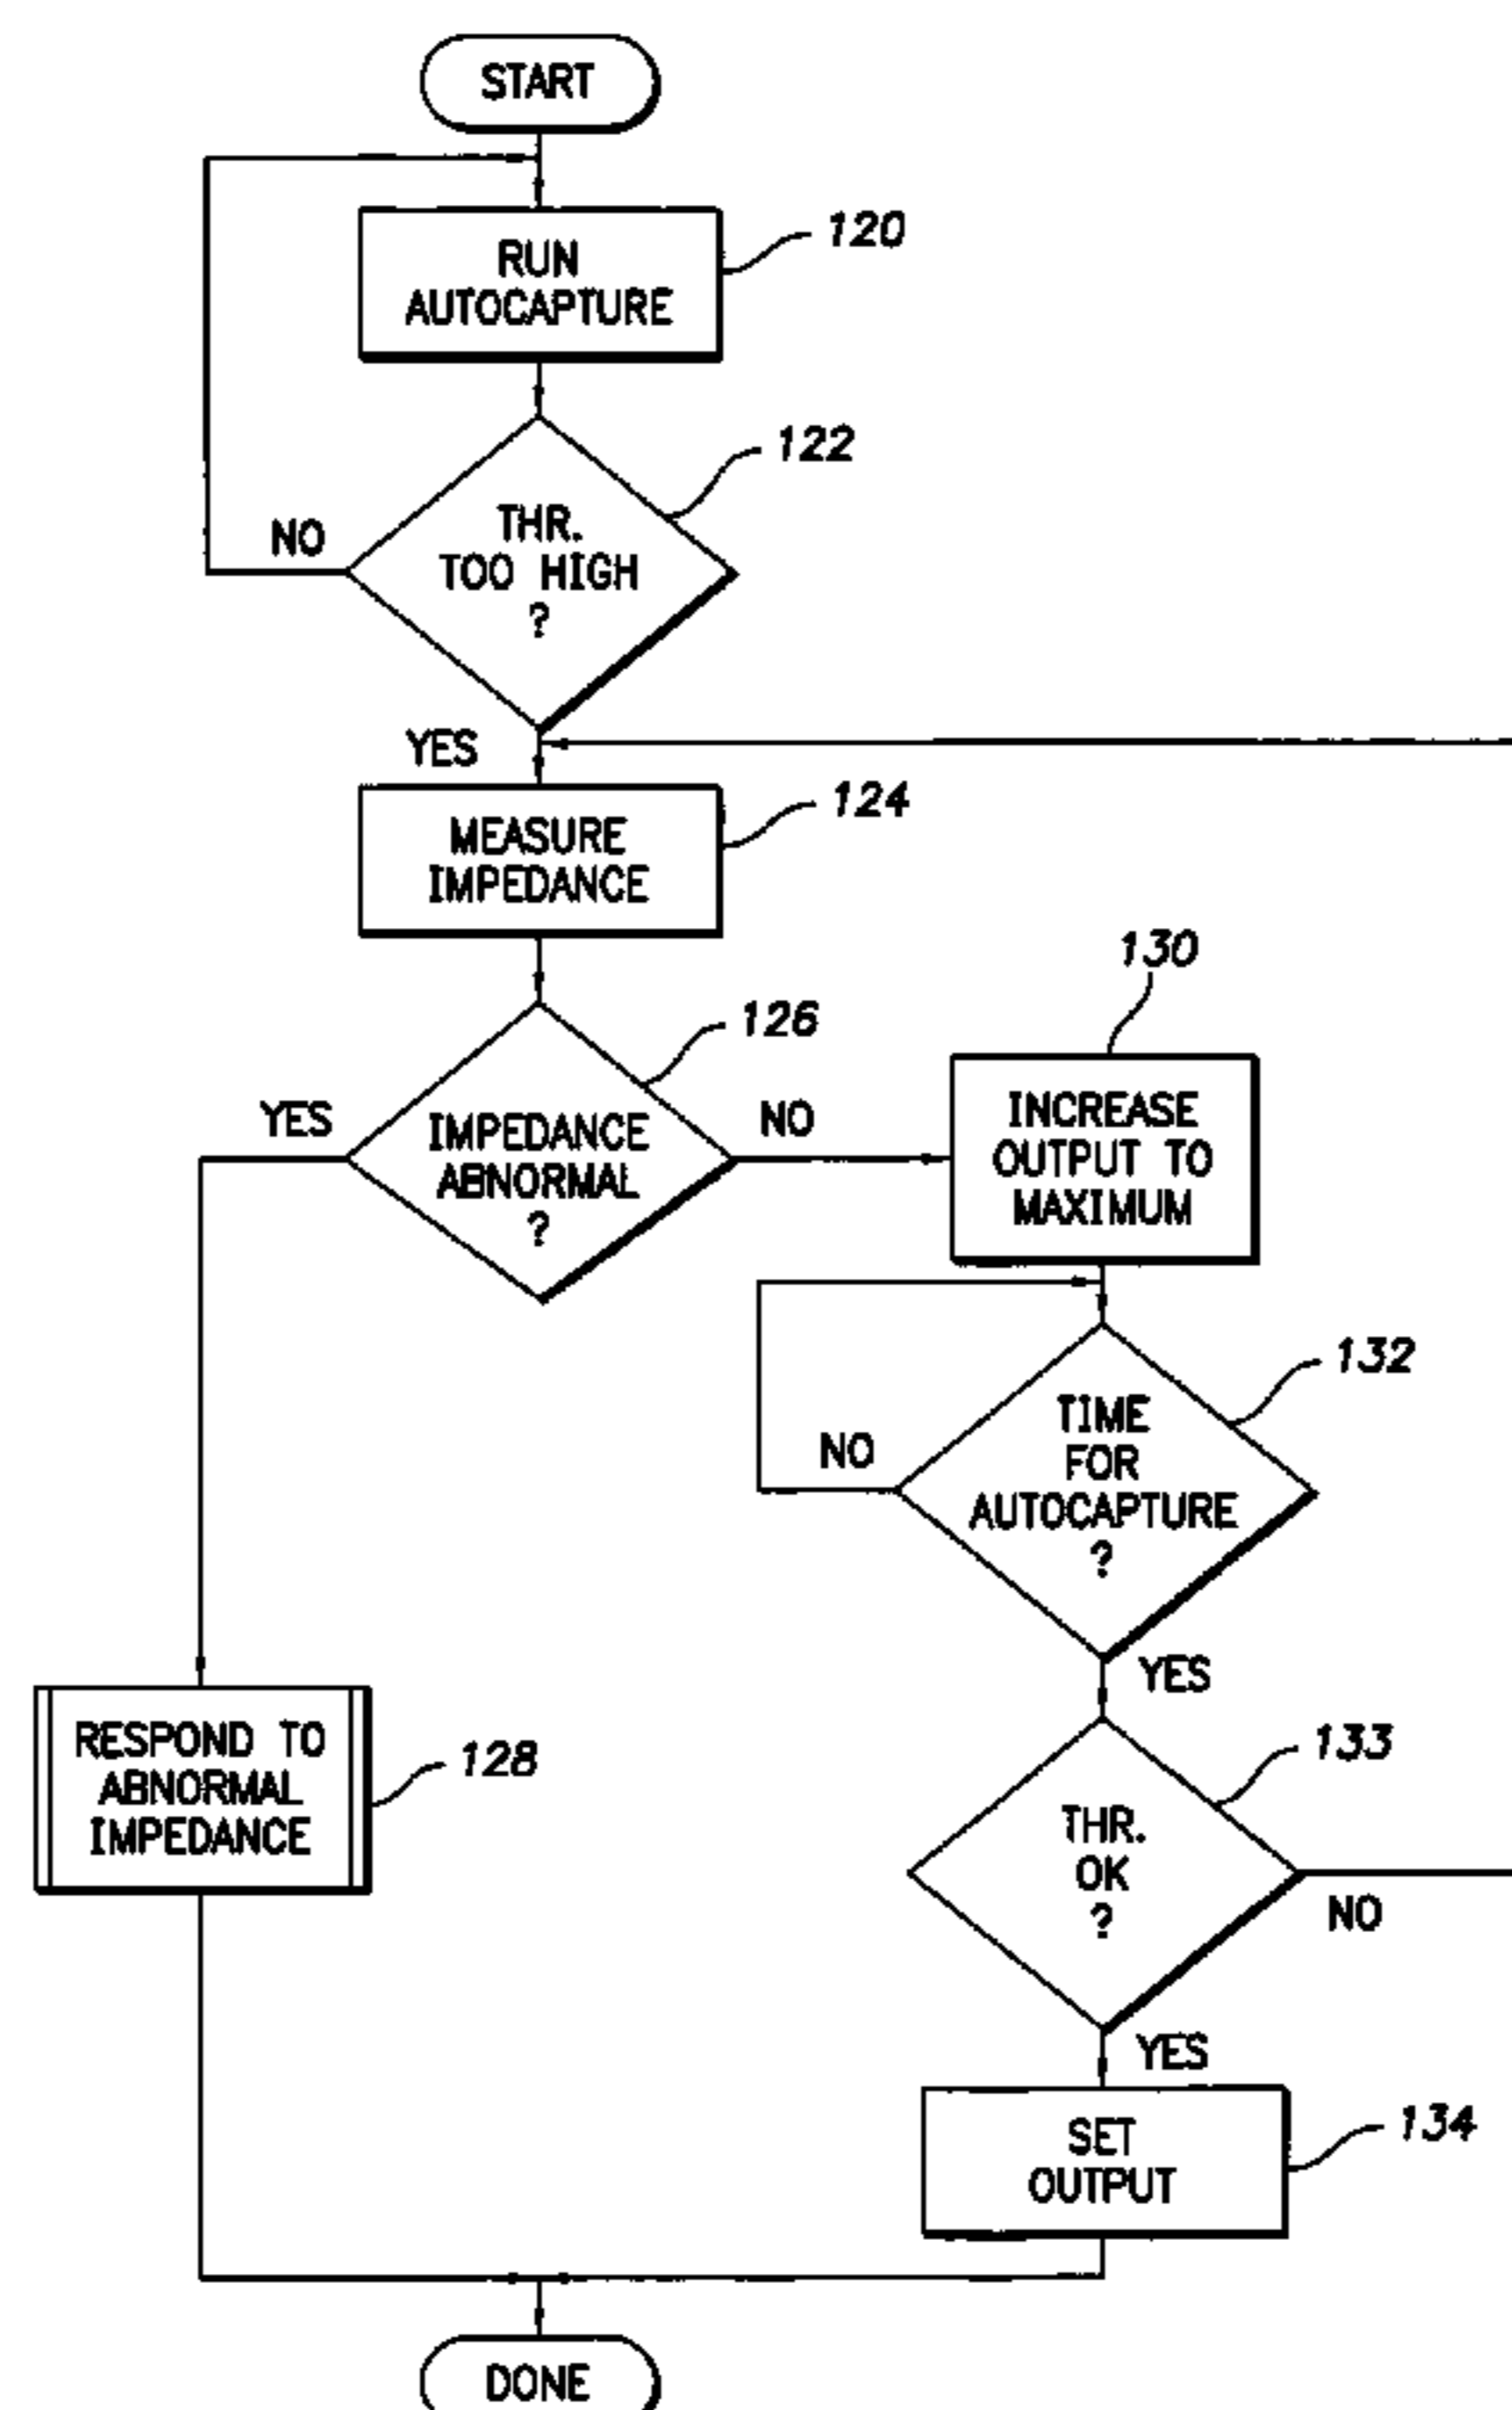 START
RUN
AUTOCAPTURE
120
THR.
TOO HIGH
?
122
NO
YES
MEASURE
IMPEDANCE
124
IMPEDANCE
ABNORMAL
?
126
YES
NO
130
INCREASE
OUTPUT TO
MAXIMUM
TIME
FOR
AUTOCAPTURE
?
132
NO
YES
RESPOND TO
ABNORMAL
IMPEDANCE
128
THR.
OK
?
133
NO
YES
SET
OUTPUT
134
DONE